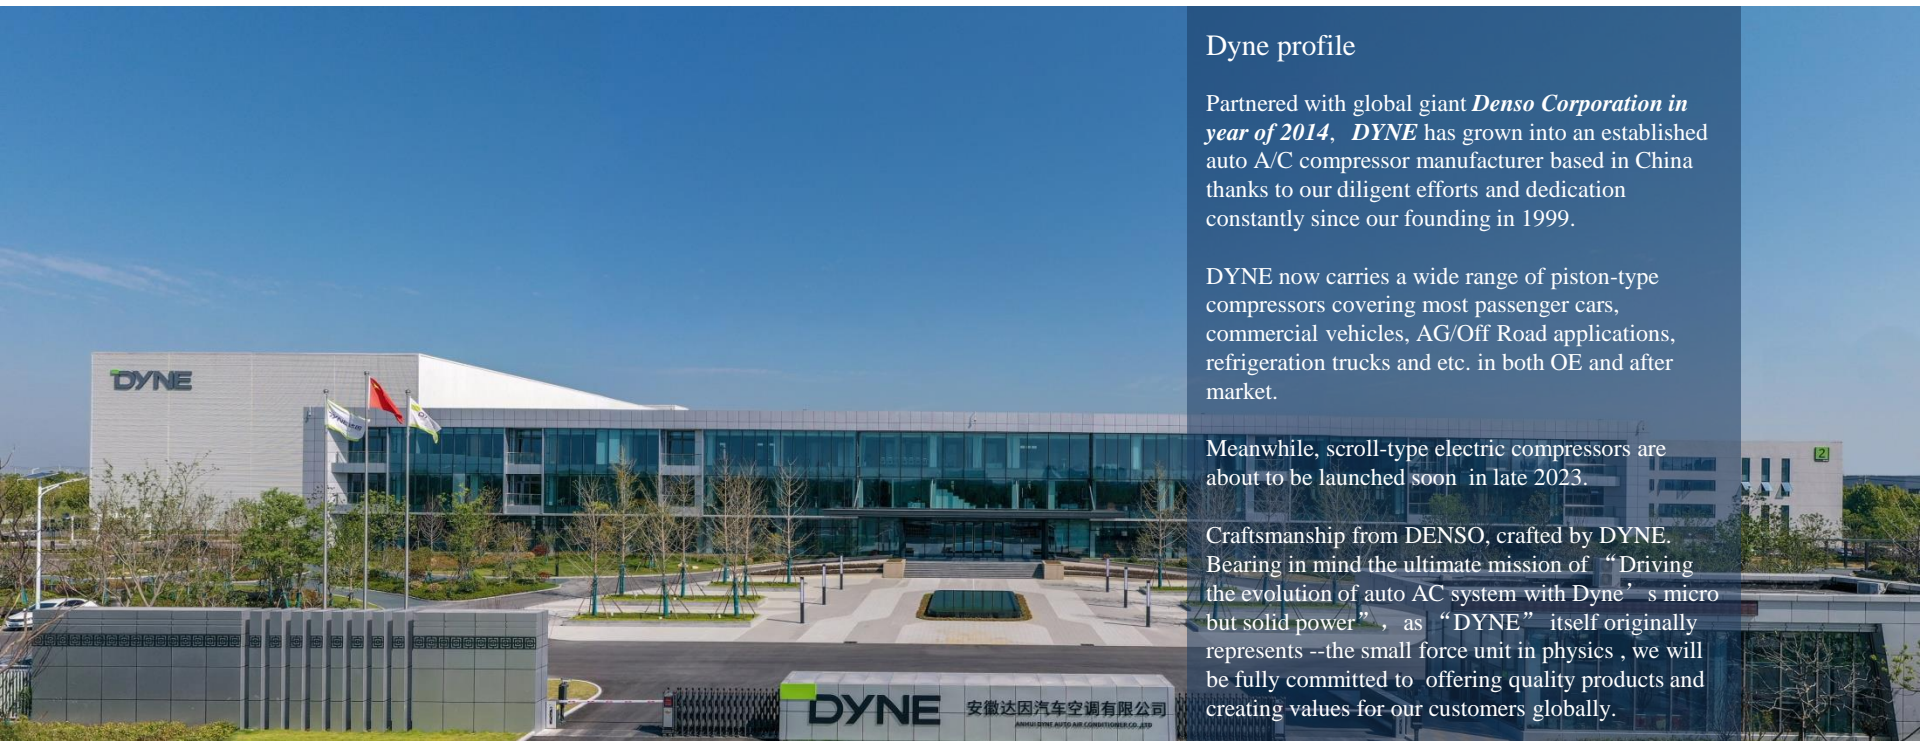 Dyne profile
Partnered with global giant Denso Corporation in
year of 2014, DYNE has grown into an established
auto A/C compressor manufacturer based in China
thanks to our diligent efforts and dedication
constantly since our founding in 1999.
DYNE now carries a wide range of piston-type
compressors covering most passenger cars,
commercial vehicles, AG/Off Road applications,
refrigeration trucks and etc. in both OE and after
market.
Meanwhile, scroll-type electric compressors are
about to be launched soon  in late 2023.
Craftsmanship from DENSO, crafted by DYNE.
Bearing in mind the ultimate mission of “Driving
the evolution of auto AC system with Dyne’s micro
but solid power”, as “DYNE” itself originally
represents --the small force unit in physics , we will
be fully committed to  offering quality products and
creating values for our customers globally.
DYNE
2
DYNE
安徽达因汽车空调有限公司
ANHUI DYNE AUTO AIR CONDITIONER CO.,LTD